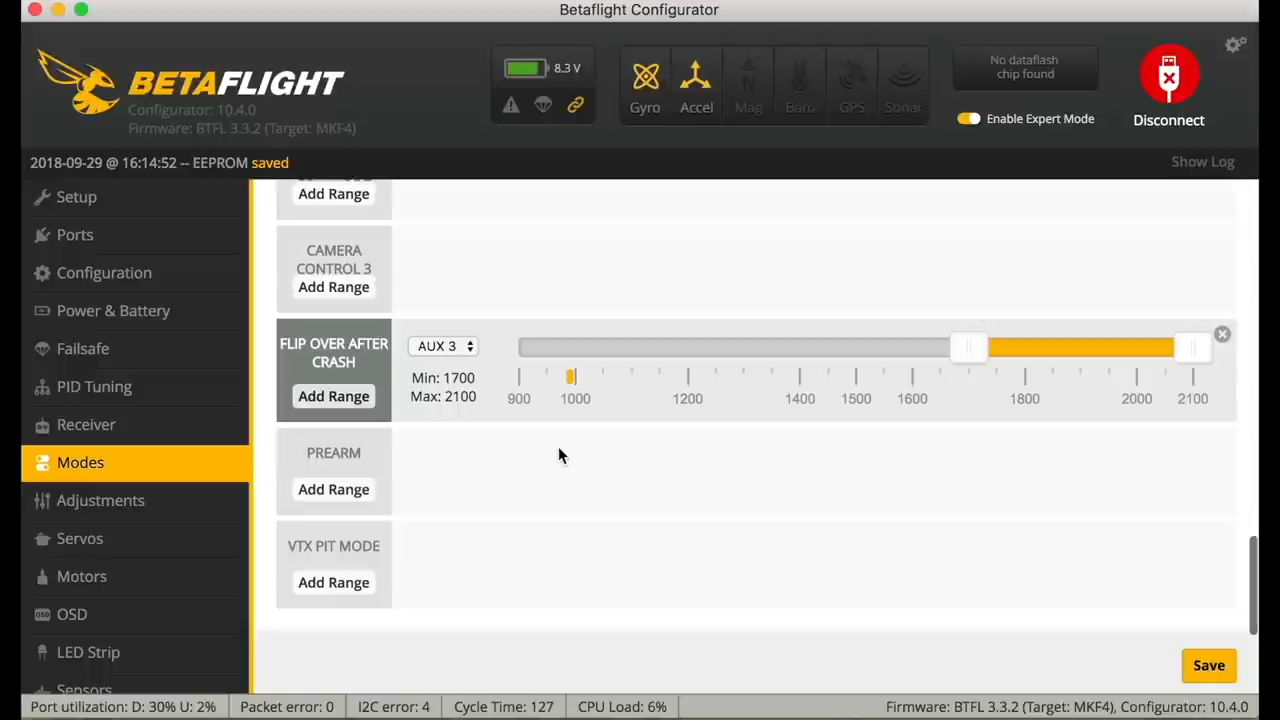 Betaflight Configurator
BETAFLIGHT
Configurator: 10.4.0
Firmware: BTFL 3.3.2 (Target: MKF4)
8.3 V
Gyro
Accel
Mag
Baro
GPS
Sonar
No dataflash
chip found
Enable Expert Mode
Disconnect
2018-09-29 @ 16:14:52 -- EEPROM saved
Show Log
Setup
Ports
Configuration
Power & Battery
Failsafe
PID Tuning
Receiver
Modes
Adjustments
Servos
Motors
OSD
LED Strip
Sensors
Add Range
CAMERA
CONTROL 3
Add Range
FLIP OVER AFTER
CRASH
Add Range
AUX 3
Min: 1700
Max: 2100
900 1000 1200 1400 1500 1600 1800 2000 2100
PREARM
Add Range
VTX PIT MODE
Add Range
Save
Port utilization: D: 30% U: 2%
Packet error: 0
I2C error: 4
Cycle Time: 127
CPU Load: 6%
Firmware: BTFL 3.3.2 (Target: MKF4), Configurator: 10.4.0